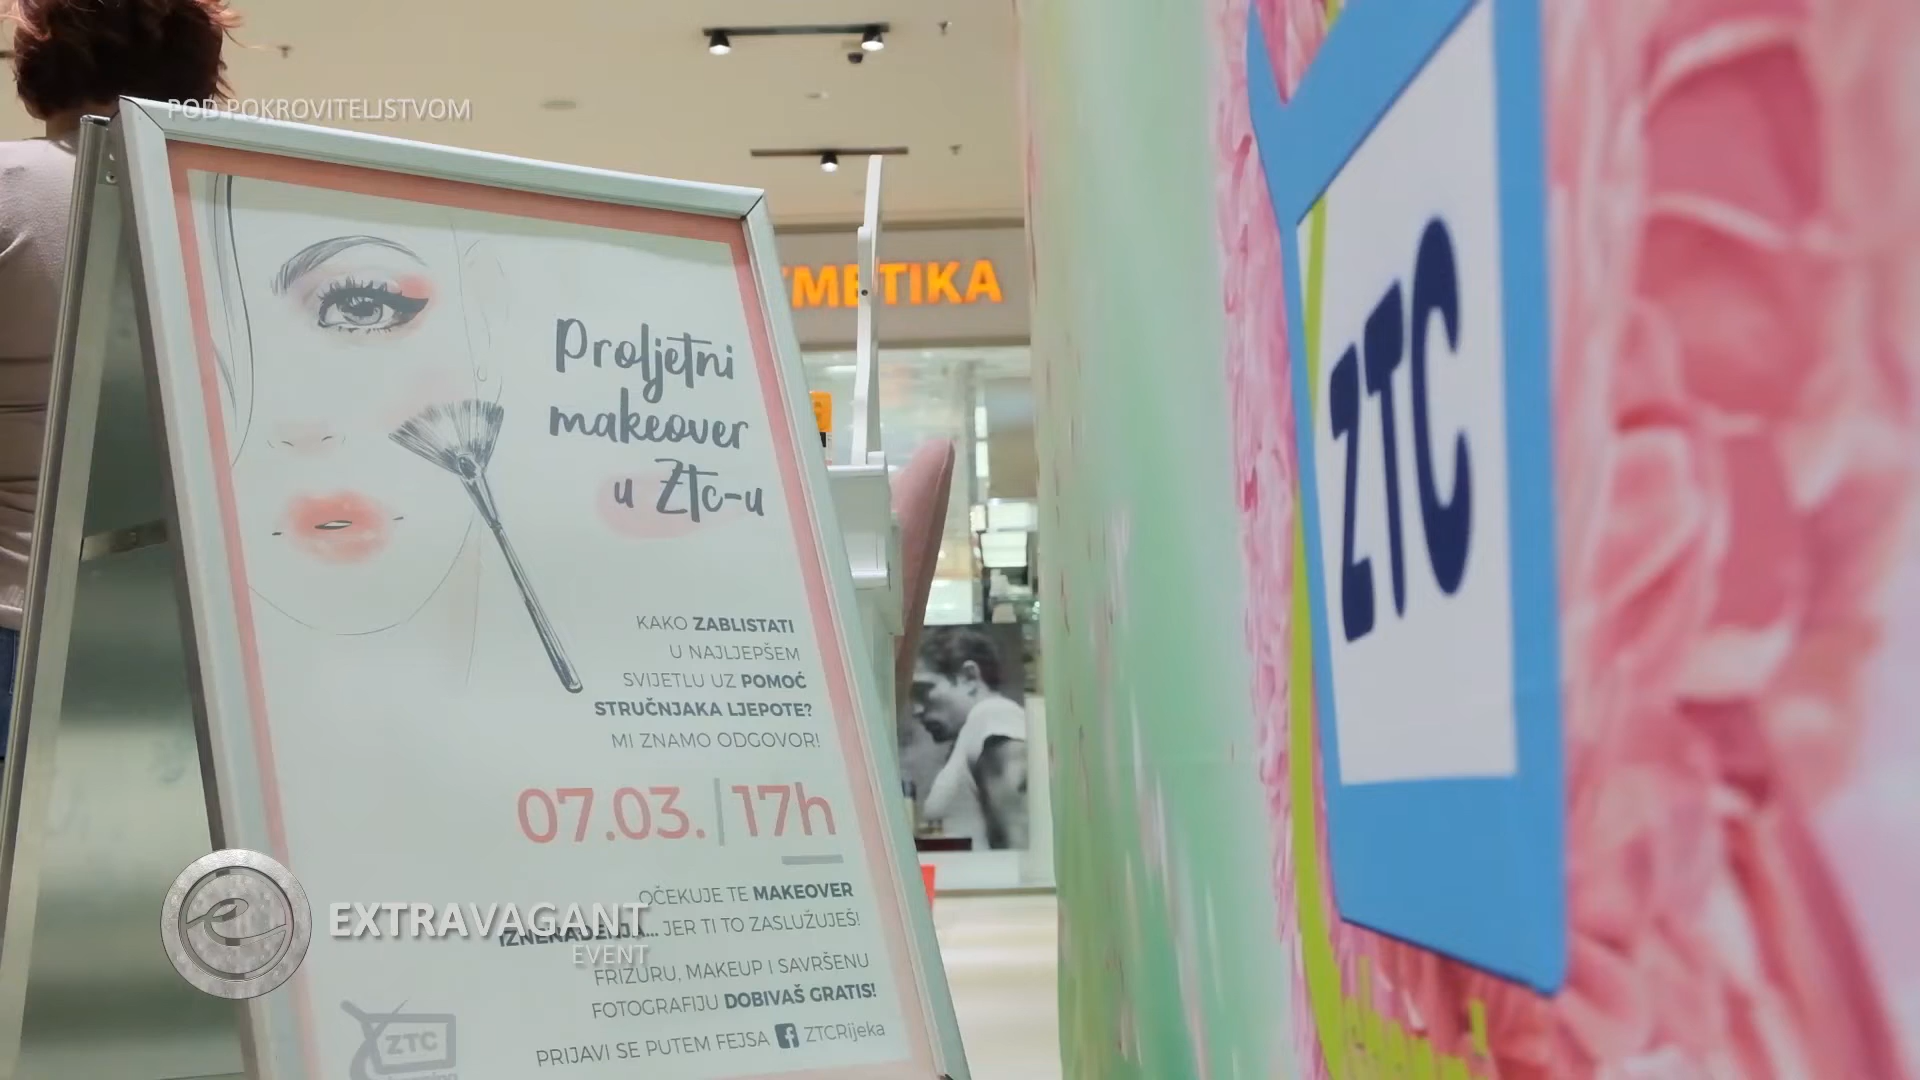 POD POKROVITELJSTVOM
Proljetni
makeover
u Ztc-u
KAKO ZABLISTATI
U NAJLJEPŠEM
SVIJETLU UZ POMOĆ
STRUČNJAKA LJEPOTE?
MI ZNAMO ODGOVOR!
07.03. | 17h
OČEKUJE TE MAKEOVER
IZNENAĐENJA... JER TI TO ZASLUŽUJEŠ!
FRIZURU, MAKEUP I SAVRŠENU
FOTOGRAFIJU DOBIVAŠ GRATIS!
PRIJAVI SE PUTEM FEJSA ZTCRijeka
ZTC
EXTRAVAGANT
EVENT
METIKA
ZTC